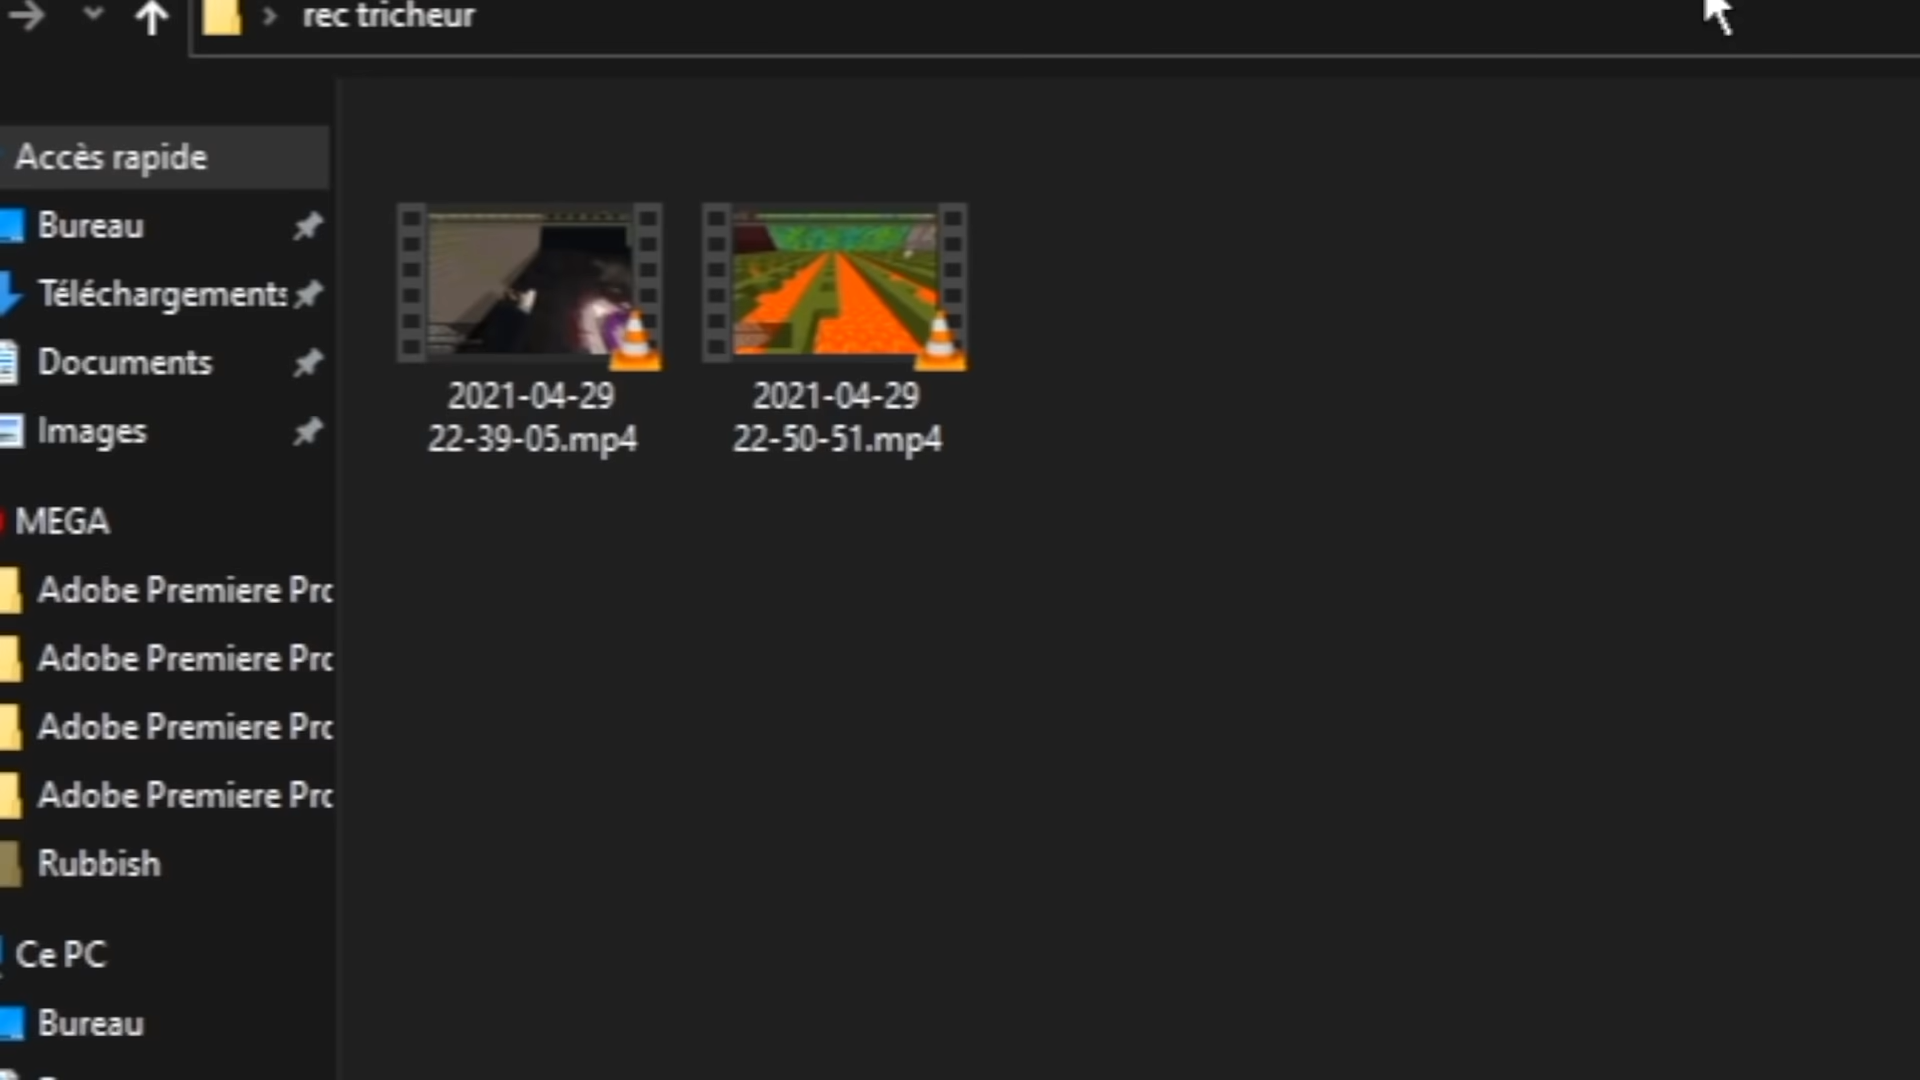 rec tricheur
Accès rapide
Bureau
Téléchargements
Documents
Images
MEGA
Adobe Premiere Pro
Adobe Premiere Pro
Adobe Premiere Pro
Adobe Premiere Pro
Rubbish
Ce PC
Bureau
2021-04-29
22-39-05.mp4
2021-04-29
22-50-51.mp4